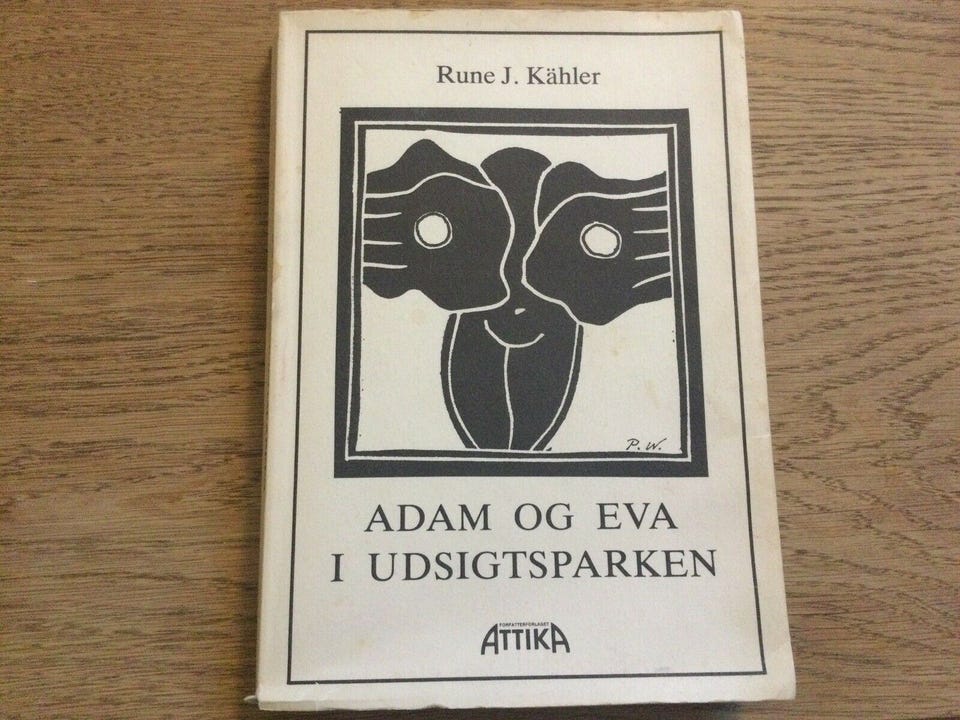 Rune J. Kähler
P. W.
ADAM OG EVA
I UDSIGTSPARKEN
FORFATTERFORLAGET
ATTIKA